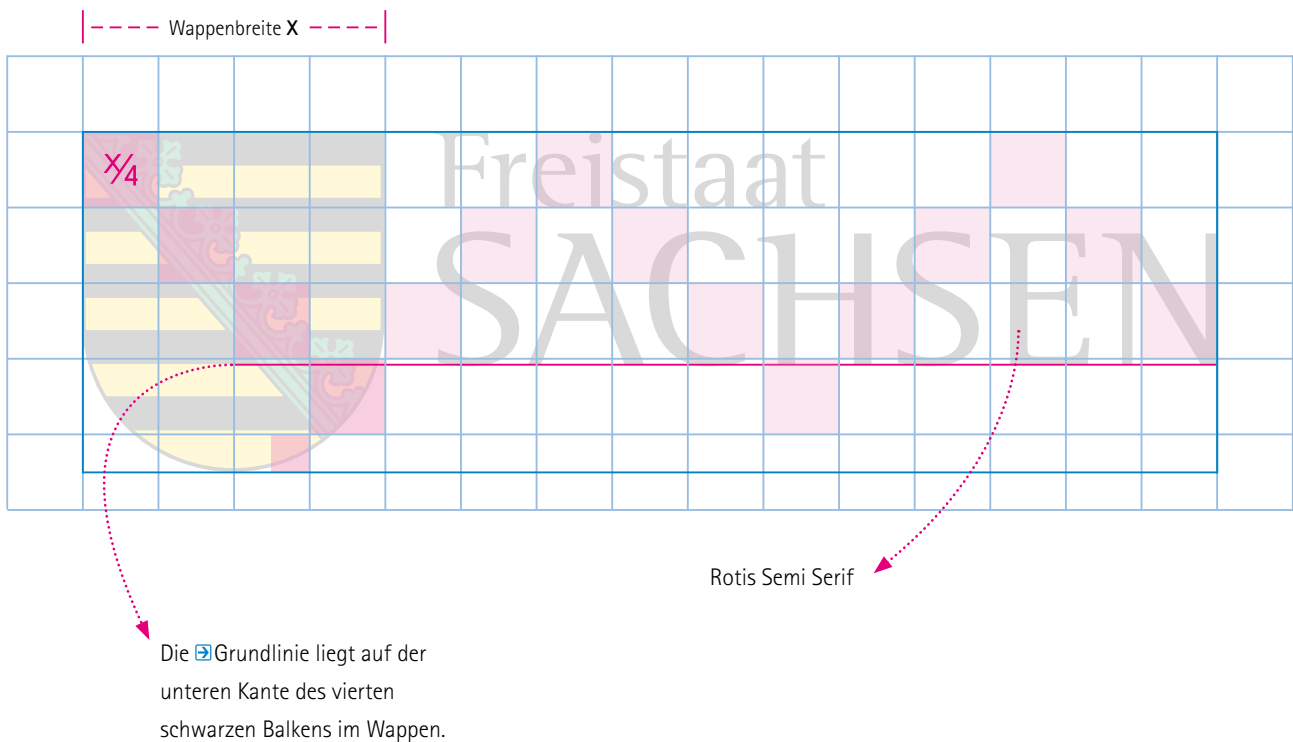 Wappenbreite X
X/4
Freistaat
SACHSEN
Rotis Semi Serif
Die Grundlinie liegt auf der
unteren Kante des vierten
schwarzen Balkens im Wappen.